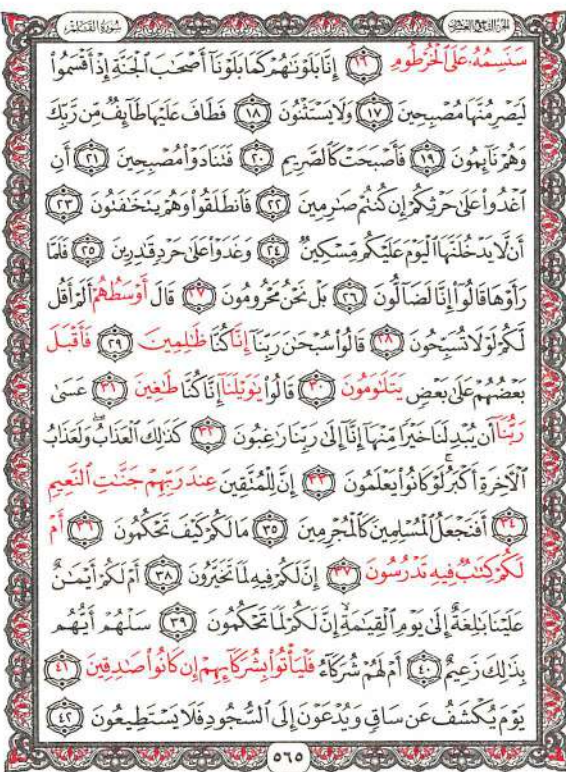 الجزء التاسع والعشرون
سُورَةُ القَلَمِ
سَنَسِمُهُۥ عَلَى ٱلْخُرْطُومِ ١٦ إِنَّا بَلَوْنَٰهُمْ كَمَا بَلَوْنَآ أَصْحَٰبَ ٱلْجَنَّةِ إِذْ أَقْسَمُوا۟
لَيَصْرِمُنَّهَا مُصْبِحِينَ ١٧ وَلَا يَسْتَثْنُونَ ١٨ فَطَافَ عَلَيْهَا طَآئِفٌ مِّن رَّبِّكَ
وَهُمْ نَآئِمُونَ ١٩ فَأَصْبَحَتْ كَٱلصَّرِيمِ ٢٠ فَتَنَادَوْا۟ مُصْبِحِينَ ٢١ أَنِ
ٱغْدُوا۟ عَلَىٰ حَرْثِكُمْ إِن كُنتُمْ صَٰرِمِينَ ٢٢ فَٱنطَلَقُوا۟ وَهُمْ يَتَخَٰفَتُونَ ٢٣
أَن لَّا يَدْخُلَنَّهَا ٱلْيَوْمَ عَلَيْكُم مِّسْكِينٌ ٢٤ وَغَدَوْا۟ عَلَىٰ حَرْدٍ قَٰدِرِينَ ٢٥ فَلَمَّا
رَأَوْهَا قَالُوٓا۟ إِنَّا لَضَآلُّونَ ٢٦ بَلْ نَحْنُ مَحْرُومُونَ ٢٧ قَالَ أَوْسَطُهُمْ أَلَمْ أَقُل
لَّكُمْ لَوْلَا تُسَبِّحُونَ ٢٨ قَالُوا۟ سُبْحَٰنَ رَبِّنَآ إِنَّا كُنَّا ظَٰلِمِينَ ٢٩ فَأَقْبَلَ
بَعْضُهُمْ عَلَىٰ بَعْضٍ يَتَلَٰوَمُونَ ٣٠ قَالُوا۟ يَٰوَيْلَنَآ إِنَّا كُنَّا طَٰغِينَ ٣١ عَسَىٰ
رَبُّنَآ أَن يُبْدِلَنَا خَيْرًا مِّنْهَآ إِنَّآ إِلَىٰ رَبِّنَا رَٰغِبُونَ ٣٢ كَذَٰلِكَ ٱلْعَذَابُ ۖ وَلَعَذَابُ
ٱلْءَاخِرَةِ أَكْبَرُ ۚ لَوْ كَانُوا۟ يَعْلَمُونَ ٣٣ إِنَّ لِلْمُتَّقِينَ عِندَ رَبِّهِمْ جَنَّٰتِ ٱلنَّعِيمِ
٣٤ أَفَنَجْعَلُ ٱلْمُسْلِمِينَ كَٱلْمُجْرِمِينَ ٣٥ مَا لَكُمْ كَيْفَ تَحْكُمُونَ ٣٦ أَمْ
لَكُمْ كِتَٰبٌ فِيهِ تَدْرُسُونَ ٣٧ إِنَّ لَكُمْ فِيهِ لَمَا تَخَيَّرُونَ ٣٨ أَمْ لَكُمْ أَيْمَٰنٌ
عَلَيْنَا بَٰلِغَةٌ إِلَىٰ يَوْمِ ٱلْقِيَٰمَةِ ۙ إِنَّ لَكُمْ لَمَا تَحْكُمُونَ ٣٩ سَلْهُمْ أَيُّهُم
بِذَٰلِكَ زَعِيمٌ ٤٠ أَمْ لَهُمْ شُرَكَآءُ فَلْيَأْتُوا۟ بِشُرَكَآئِهِمْ إِن كَانُوا۟ صَٰدِقِينَ ٤١
يَوْمَ يُكْشَفُ عَن سَاقٍ وَيُدْعَوْنَ إِلَى ٱلسُّجُودِ فَلَا يَسْتَطِيعُونَ ٤٢
٥٦٥